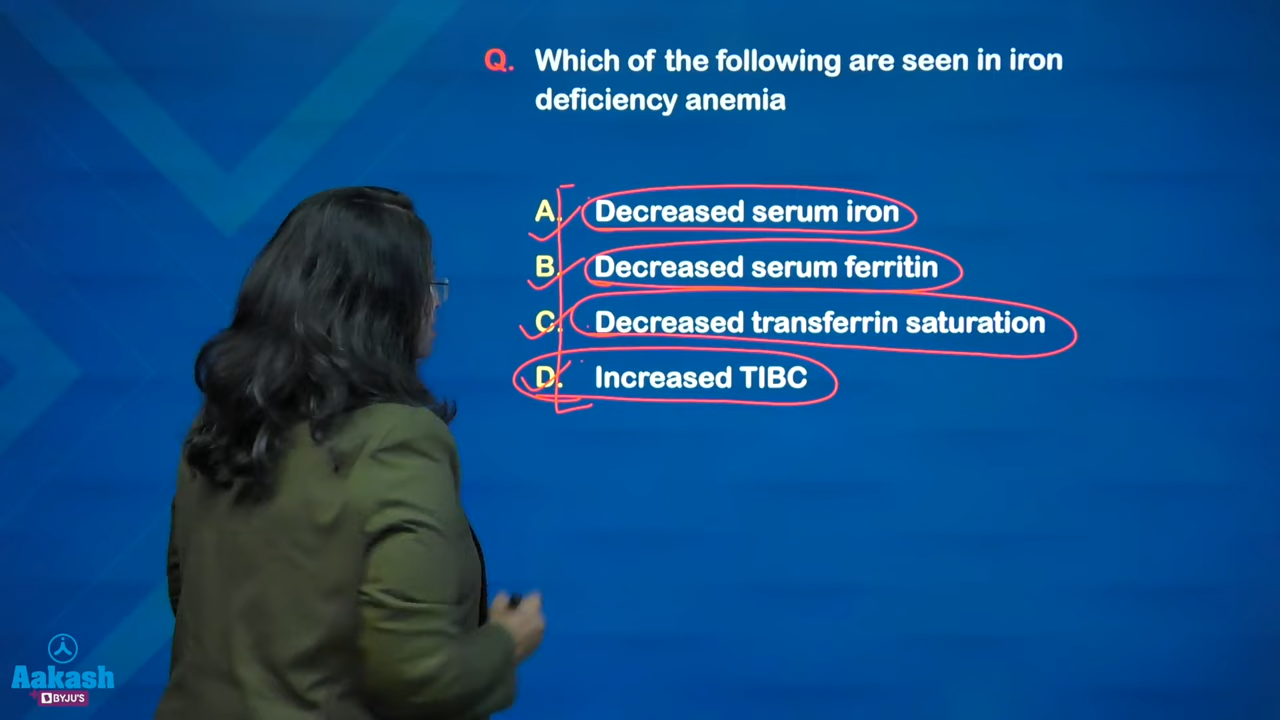 Q. Which of the following are seen in iron
deficiency anemia
A. Decreased serum iron
B. Decreased serum ferritin
C. Decreased transferrin saturation
D. Increased TIBC
Aakash
BYJU'S